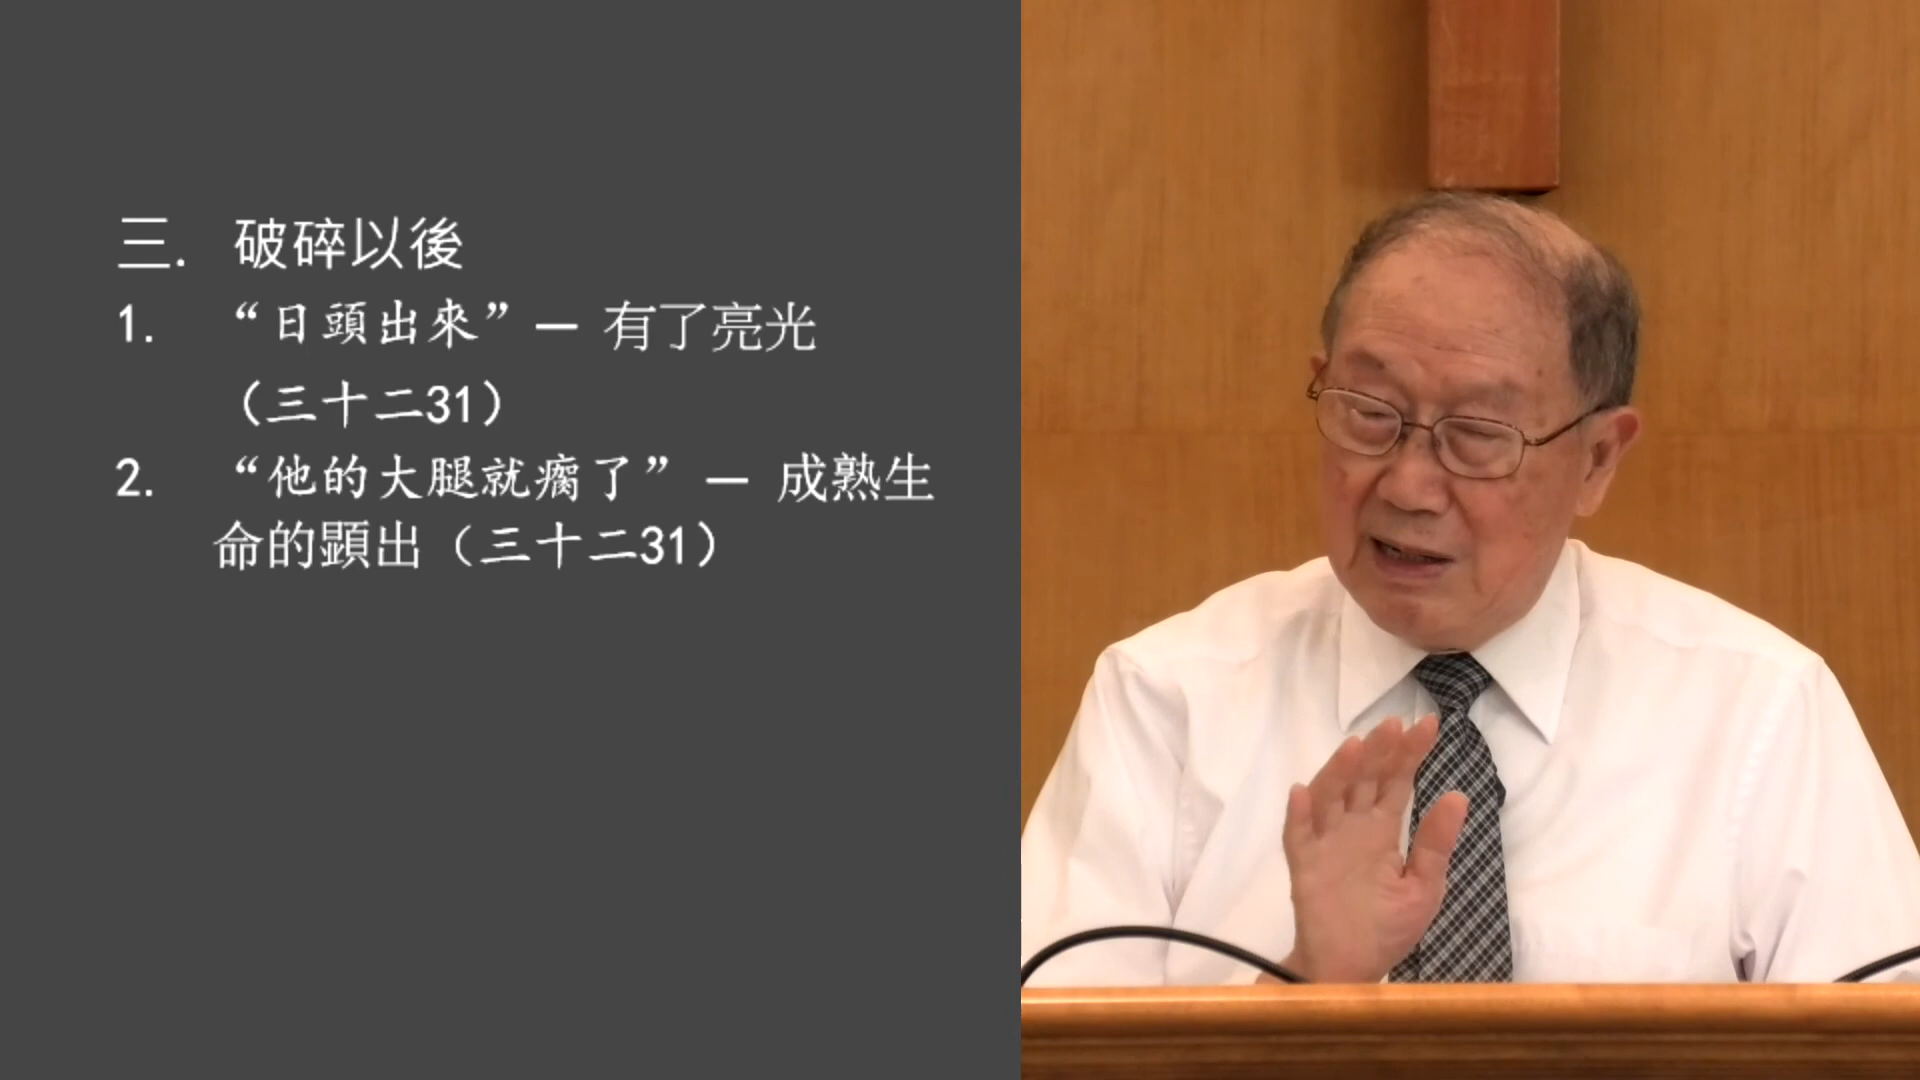 三. 破碎以後
1. “日頭出來” — 有了亮光
（三十二31）
2. “他的大腿就瘸了” — 成熟生
命的顯出（三十二31）